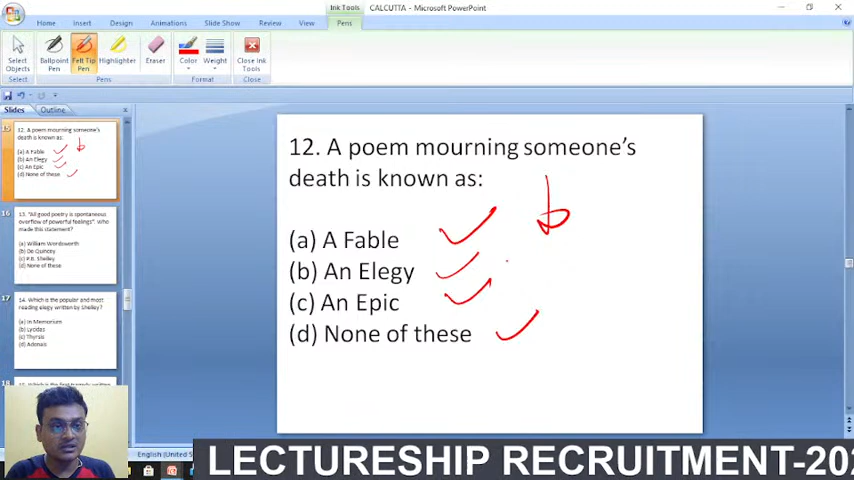 Ink Tools
CALCUTTA - Microsoft PowerPoint
Home Insert Design Animations Slide Show Review View Pens
Select Objects
Ballpoint Pen
Felt Tip Pen
Highlighter
Eraser
Color
Weight
Close Ink Tools
Select Pens Format Close
Slides Outline
15
12. A poem mourning someone's
death is known as:
(a) A Fable
(b) An Elegy
(c) An Epic
(d) None of these
b
16
13. "All good poetry is spontaneous
overflow of powerful feelings". who
made this statement?
(a) William Wordsworth
(b) De Quincey
(c) P.B. Shelley
(d) None of these
17
14. Which is the popular and most
reading elegy written by Shelley?
(a) In Memorium
(b) Lycidas
(c) Thyrsis
(d) Adonais
18
12. A poem mourning someone's
death is known as:
(a) A Fable
(b) An Elegy
(c) An Epic
(d) None of these
b
English (United S
LECTURESHIP RECRUITMENT-202